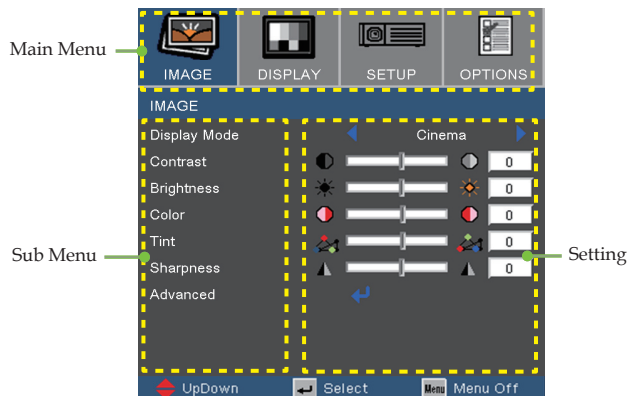 Main Menu
IMAGE DISPLAY SETUP OPTIONS
IMAGE
Display Mode Cinema
Contrast 0
Brightness 0
Color 0
Sub Menu
Tint 0
Setting
Sharpness 0
Advanced
UpDown Select Menu Menu Off